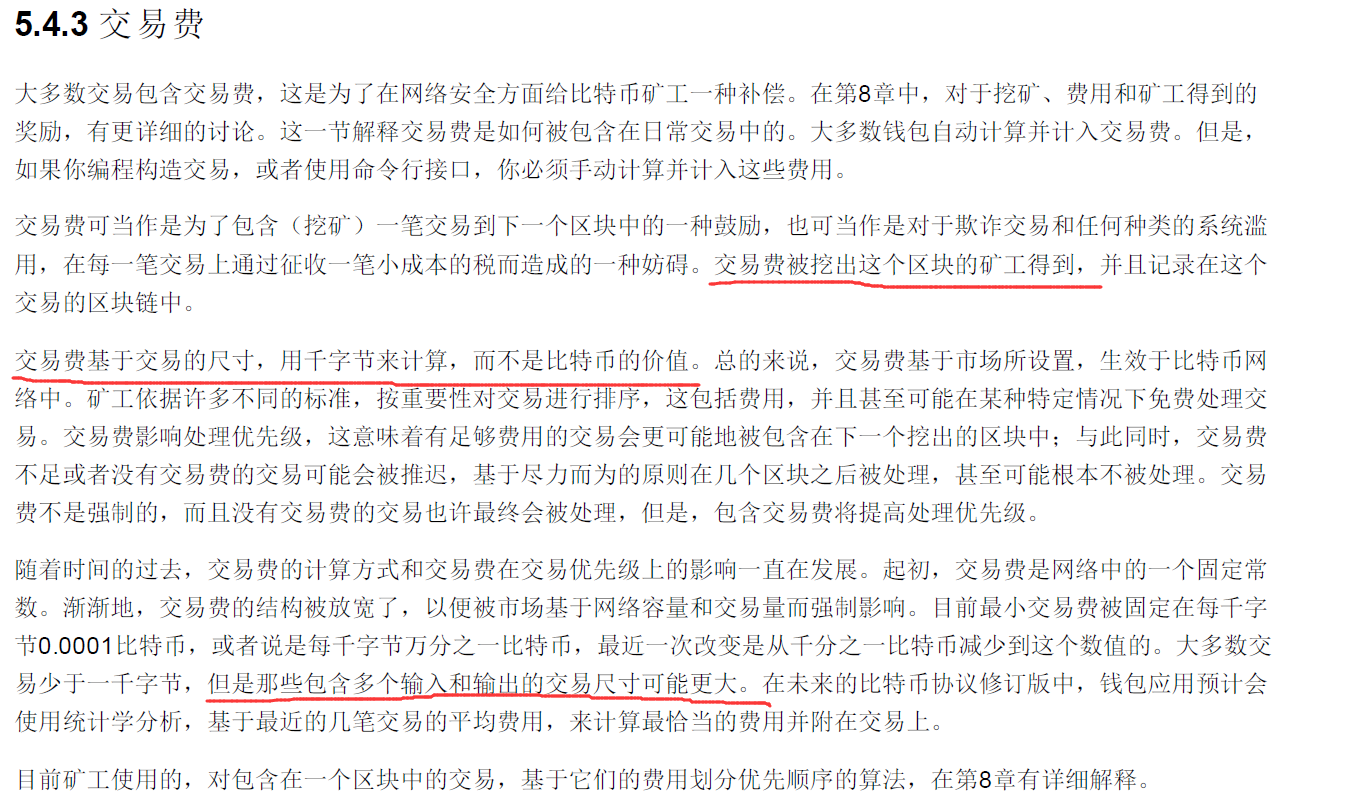 5.4.3 交易费
大多数交易包含交易费，这是为了在网络安全方面给比特币矿工一种补偿。在第8章中，对于挖矿、费用和矿工得到的
奖励，有更详细的讨论。这一节解释交易费是如何被包含在日常交易中的。大多数钱包自动计算并计入交易费。但是，
如果你编程构造交易，或者使用命令行接口，你必须手动计算并计入这些费用。
交易费可当作是为了包含（挖矿）一笔交易到下一个区块中的一种鼓励，也可当作是对于欺诈交易和任何种类的系统滥
用，在每一笔交易上通过征收一笔小成本的税而造成的一种妨碍。交易费被挖出这个区块的矿工得到，并且记录在这个
交易的区块链中。
交易费基于交易的尺寸，用千字节来计算，而不是比特币的价值。总的来说，交易费基于市场所设置，生效于比特币网
络中。矿工依据许多不同的标准，按重要性对交易进行排序，这包括费用，并且甚至可能在某种特定情况下免费处理交
易。交易费影响处理优先级，这意味着有足够费用的交易会更可能地被包含在下一个挖出的区块中；与此同时，交易费
不足或者没有交易费的交易可能会被推迟，基于尽力而为的原则在几个区块之后被处理，甚至可能根本不被处理。交易
费不是强制的，而且没有交易费的交易也许最终会被处理，但是，包含交易费将提高处理优先级。
随着时间的过去，交易费的计算方式和交易费在交易优先级上的影响一直在发展。起初，交易费是网络中的一个固定常
数。渐渐地，交易费的结构被放宽了，以便被市场基于网络容量和交易量而强制影响。目前最小交易费被固定在每千字
节0.0001比特币，或者说是每千字节万分之一比特币，最近一次改变是从千分之一比特币减少到这个数值的。大多数交
易少于一千字节，但是那些包含多个输入和输出的交易尺寸可能更大。在未来的比特币协议修订版中，钱包应用预计会
使用统计学分析，基于最近的几笔交易的平均费用，来计算最恰当的费用并附在交易上。
目前矿工使用的，对包含在一个区块中的交易，基于它们的费用划分优先顺序的算法，在第8章有详细解释。